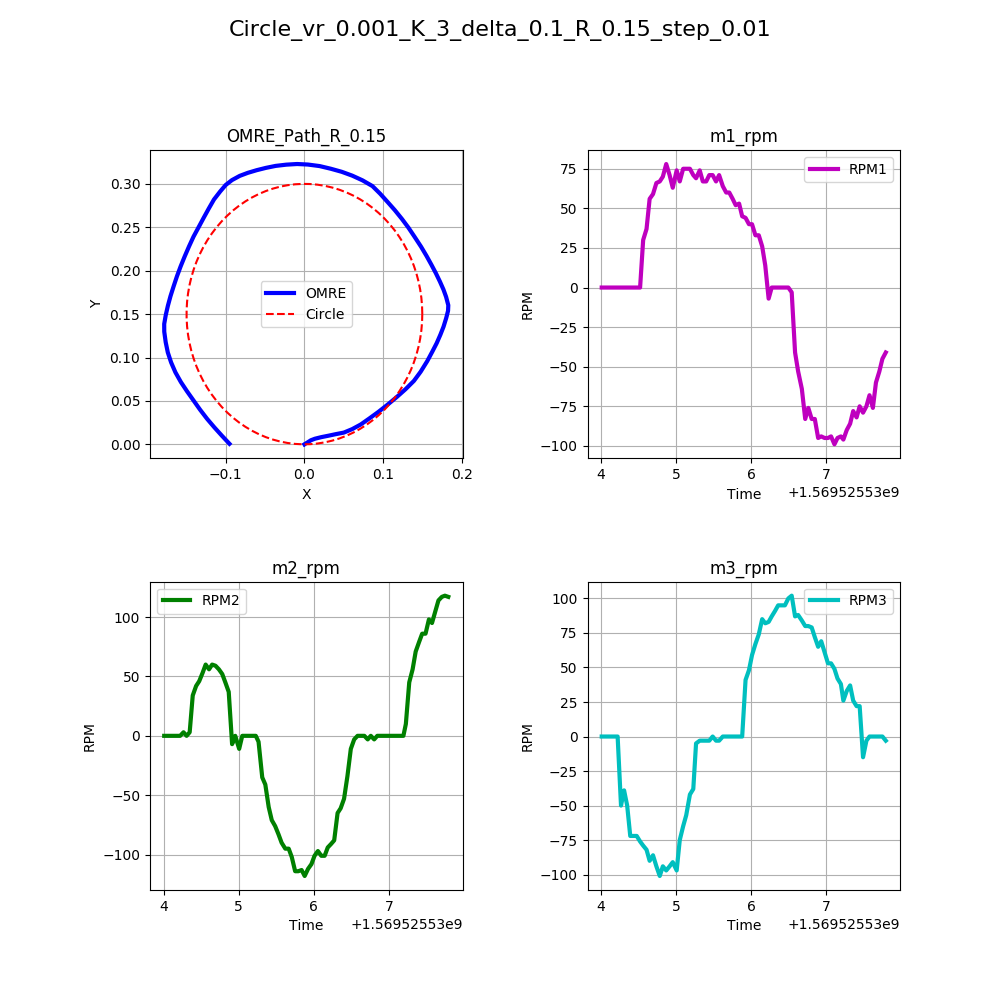 Circle_vr_0.001_K_3_delta_0.1_R_0.15_step_0.01
OMRE_Path_R_0.15
Y
0.30
0.25
0.20
0.15
0.10
0.05
0.00
OMRE
Circle
−0.1
0.0
0.1
0.2
X
m1_rpm
RPM
75
50
25
0
−25
−50
−75
−100
RPM1
4
5
6
7
Time
+1.56952553e9
m2_rpm
RPM
100
50
0
−50
−100
RPM2
4
5
6
7
Time
+1.56952553e9
m3_rpm
RPM
100
75
50
25
0
−25
−50
−75
−100
RPM3
4
5
6
7
Time
+1.56952553e9